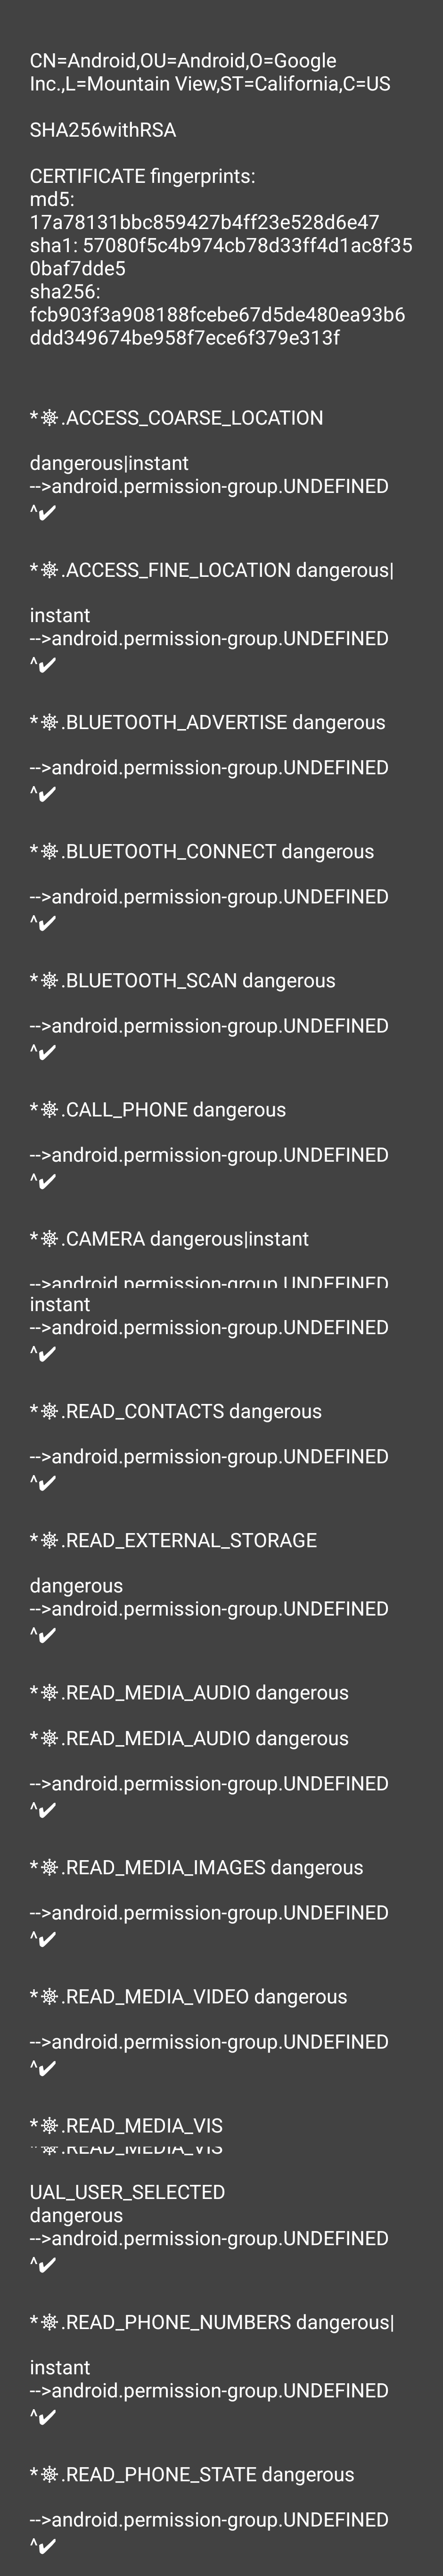 CN=Android,OU=Android,O=Google
Inc.,L=Mountain View,ST=California,C=US
SHA256withRSA
CERTIFICATE fingerprints:
md5:
17a78131bbc859427b4ff23e528d6e47
sha1: 57080f5c4b974cb78d33ff4d1ac8f35
0baf7dde5
sha256:
fcb903f3a908188fcebe67d5de480ea93b6
ddd349674be958f7ece6f379e313f
*⎈.ACCESS_COARSE_LOCATION
dangerous|instant
-->android.permission-group.UNDEFINED
^✔
*⎈.ACCESS_FINE_LOCATION dangerous|
instant
-->android.permission-group.UNDEFINED
^✔
*⎈.BLUETOOTH_ADVERTISE dangerous
-->android.permission-group.UNDEFINED
^✔
*⎈.BLUETOOTH_CONNECT dangerous
-->android.permission-group.UNDEFINED
^✔
*⎈.BLUETOOTH_SCAN dangerous
-->android.permission-group.UNDEFINED
^✔
*⎈.CALL_PHONE dangerous
-->android.permission-group.UNDEFINED
^✔
*⎈.CAMERA dangerous|instant
-->android.permission-group.UNDEFINED
instant
-->android.permission-group.UNDEFINED
^✔
*⎈.READ_CONTACTS dangerous
-->android.permission-group.UNDEFINED
^✔
*⎈.READ_EXTERNAL_STORAGE
dangerous
-->android.permission-group.UNDEFINED
^✔
*⎈.READ_MEDIA_AUDIO dangerous
*⎈.READ_MEDIA_AUDIO dangerous
-->android.permission-group.UNDEFINED
^✔
*⎈.READ_MEDIA_IMAGES dangerous
-->android.permission-group.UNDEFINED
^✔
*⎈.READ_MEDIA_VIDEO dangerous
-->android.permission-group.UNDEFINED
^✔
*⎈.READ_MEDIA_VIS
*⎈.READ_MEDIA_VIS
UAL_USER_SELECTED
dangerous
-->android.permission-group.UNDEFINED
^✔
*⎈.READ_PHONE_NUMBERS dangerous|
instant
-->android.permission-group.UNDEFINED
^✔
*⎈.READ_PHONE_STATE dangerous
-->android.permission-group.UNDEFINED
^✔